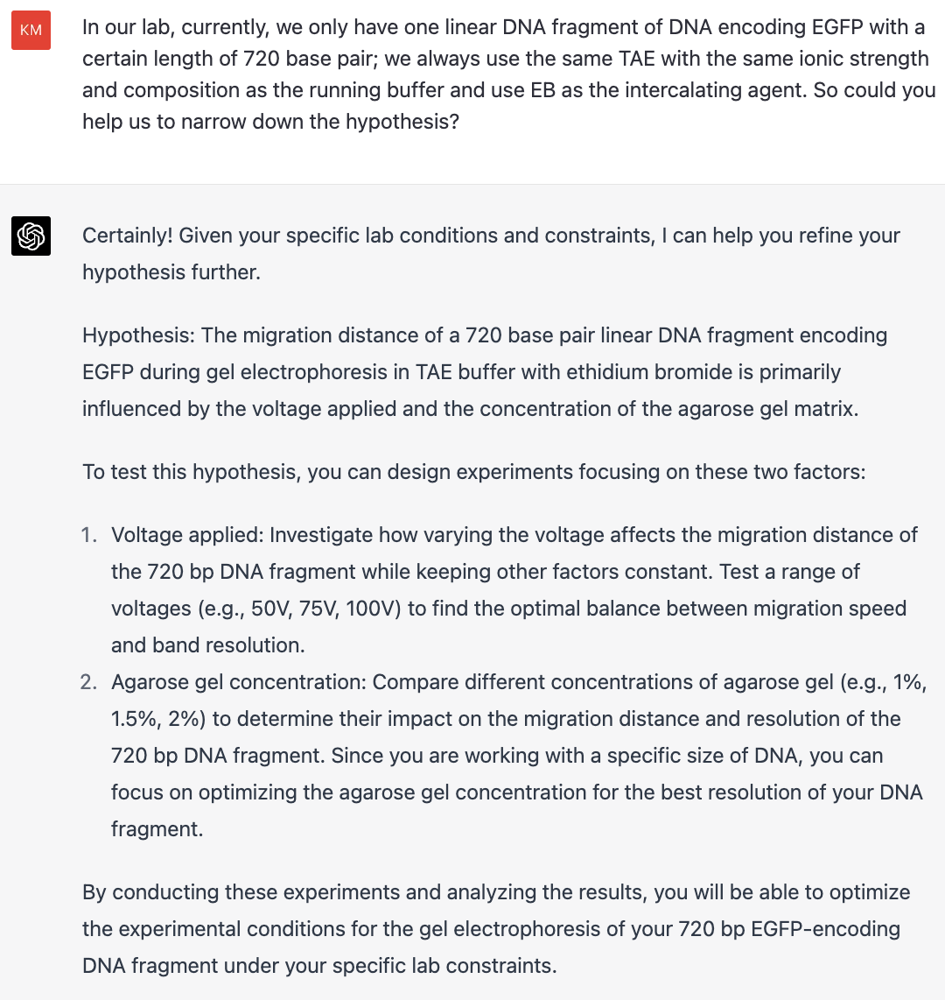 KM
In our lab, currently, we only have one linear DNA fragment of DNA encoding EGFP with a
certain length of 720 base pair; we always use the same TAE with the same ionic strength
and composition as the running buffer and use EB as the intercalating agent. So could you
help us to narrow down the hypothesis?
Certainly! Given your specific lab conditions and constraints, I can help you refine your
hypothesis further.
Hypothesis: The migration distance of a 720 base pair linear DNA fragment encoding
EGFP during gel electrophoresis in TAE buffer with ethidium bromide is primarily
influenced by the voltage applied and the concentration of the agarose gel matrix.
To test this hypothesis, you can design experiments focusing on these two factors:
1. Voltage applied: Investigate how varying the voltage affects the migration distance of
the 720 bp DNA fragment while keeping other factors constant. Test a range of
voltages (e.g., 50V, 75V, 100V) to find the optimal balance between migration speed
and band resolution.
2. Agarose gel concentration: Compare different concentrations of agarose gel (e.g., 1%,
1.5%, 2%) to determine their impact on the migration distance and resolution of the
720 bp DNA fragment. Since you are working with a specific size of DNA, you can
focus on optimizing the agarose gel concentration for the best resolution of your DNA
fragment.
By conducting these experiments and analyzing the results, you will be able to optimize
the experimental conditions for the gel electrophoresis of your 720 bp EGFP-encoding
DNA fragment under your specific lab constraints.